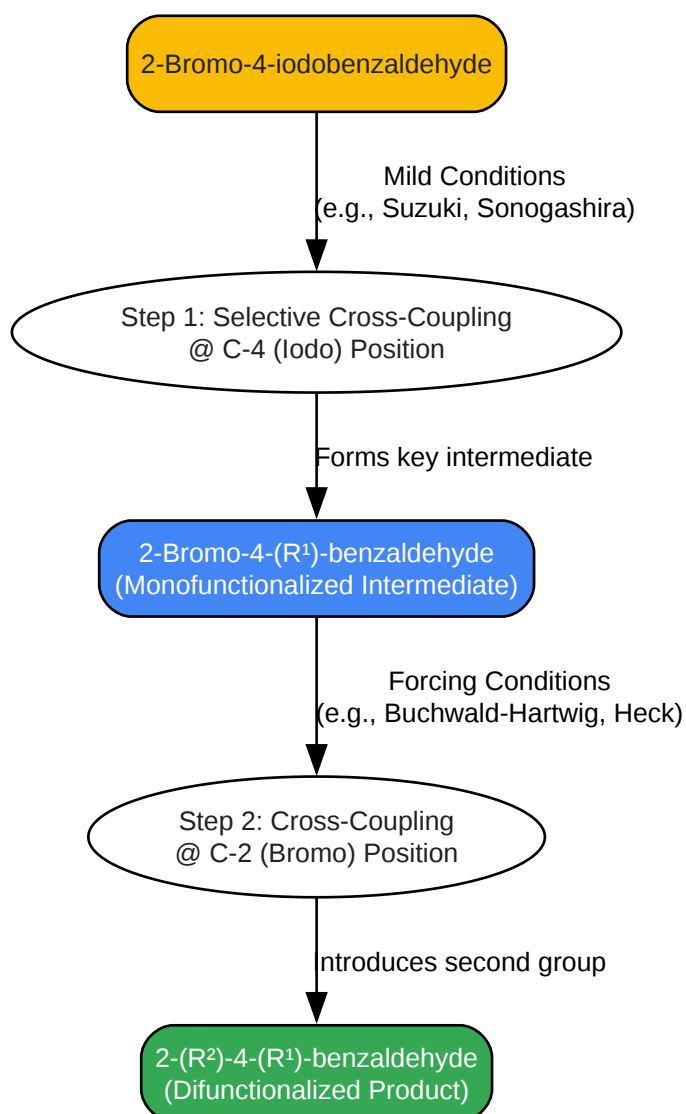 2-Bromo-4-iodobenzaldehyde
Mild Conditions
(e.g., Suzuki, Sonogashira)
Step 1: Selective Cross-Coupling
@ C-4 (Iodo) Position
Forms key intermediate
2-Bromo-4-(R¹)-benzaldehyde
(Monofunctionalized Intermediate)
Forcing Conditions
(e.g., Buchwald-Hartwig, Heck)
Step 2: Cross-Coupling
@ C-2 (Bromo) Position
Introduces second group
2-(R²)-4-(R¹)-benzaldehyde
(Difunctionalized Product)